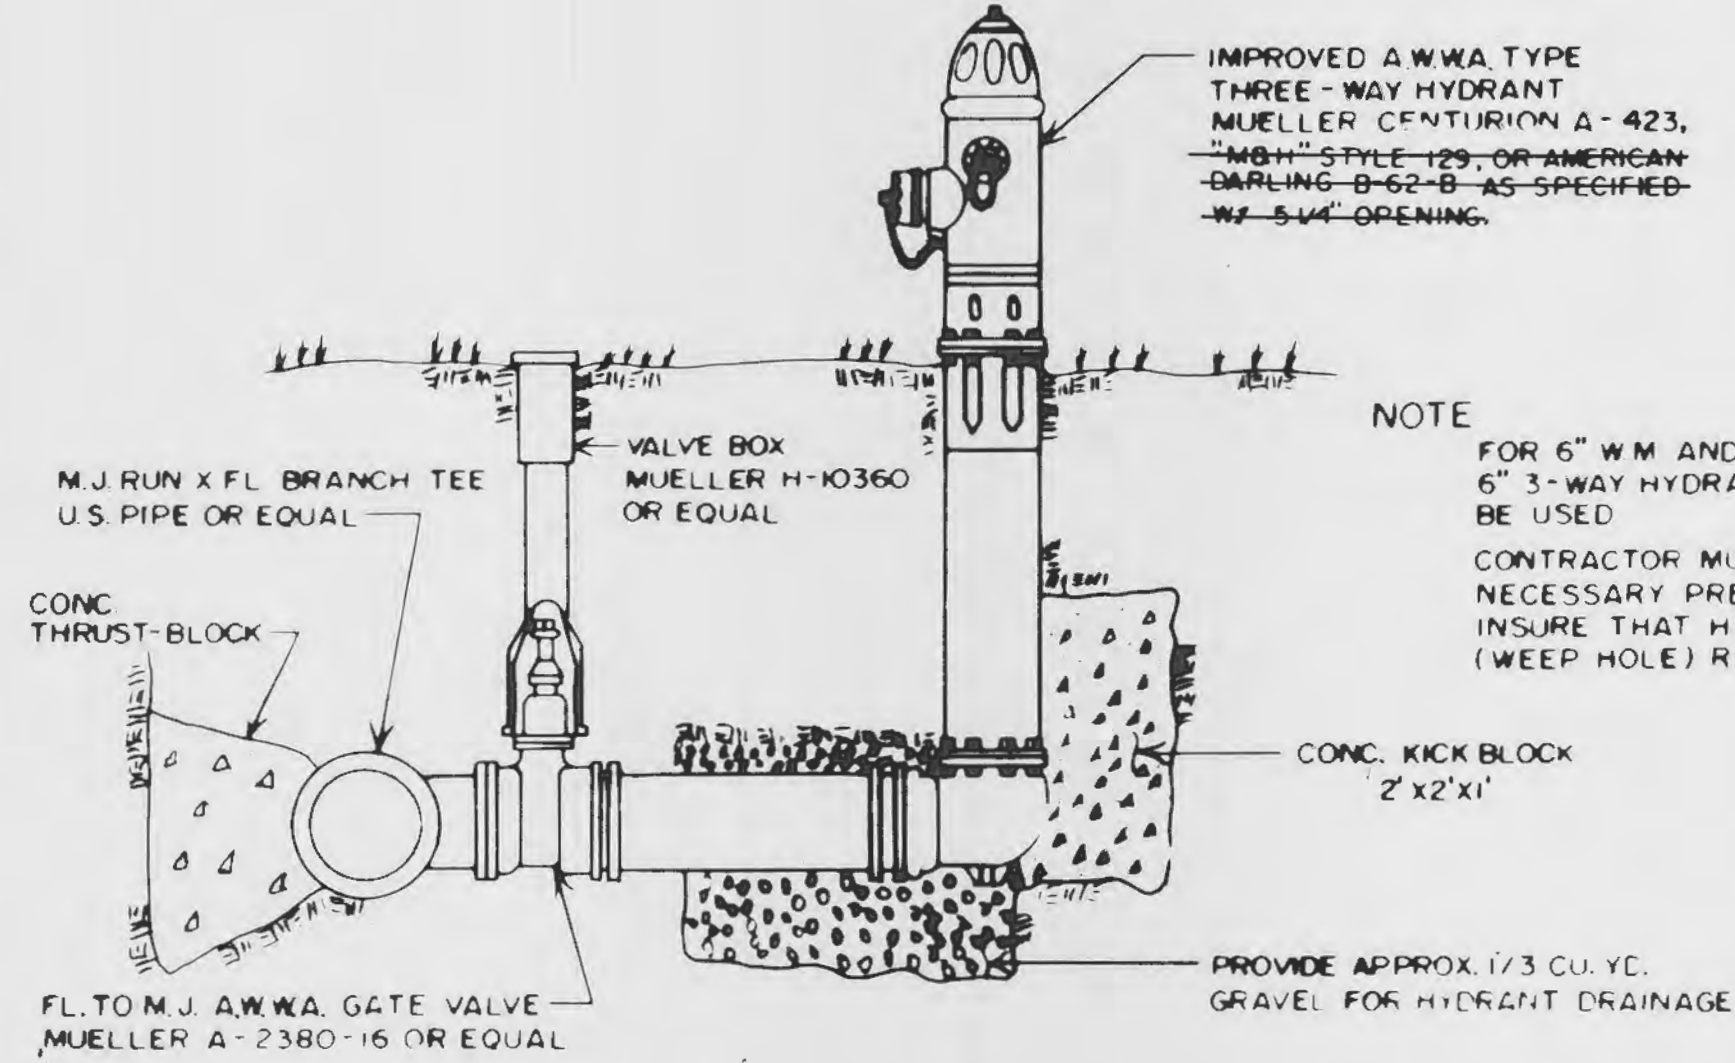 IMPROVED A.W.W.A. TYPE
THREE-WAY HYDRANT
MUELLER CENTURION A-423,
"M&H" STYLE 129, OR AMERICAN
DARLING B-62-B AS SPECIFIED
W/ 5 1/4" OPENING.
NOTE
FOR 6" W.M AND
6" 3-WAY HYDRA
BE USED
CONTRACTOR MU
NECESSARY PRE
INSURE THAT H
(WEEP HOLE) R
VALVE BOX
MUELLER H-10360
OR EQUAL
M.J. RUN X FL BRANCH TEE
U.S. PIPE OR EQUAL
CONC.
THRUST-BLOCK
CONC. KICK BLOCK
2'x2'x1'
PROVIDE APPROX. 1/3 CU. YD.
GRAVEL FOR HYDRANT DRAINAGE
FL. TO M.J. A.W.W.A. GATE VALVE
MUELLER A-2380-16 OR EQUAL